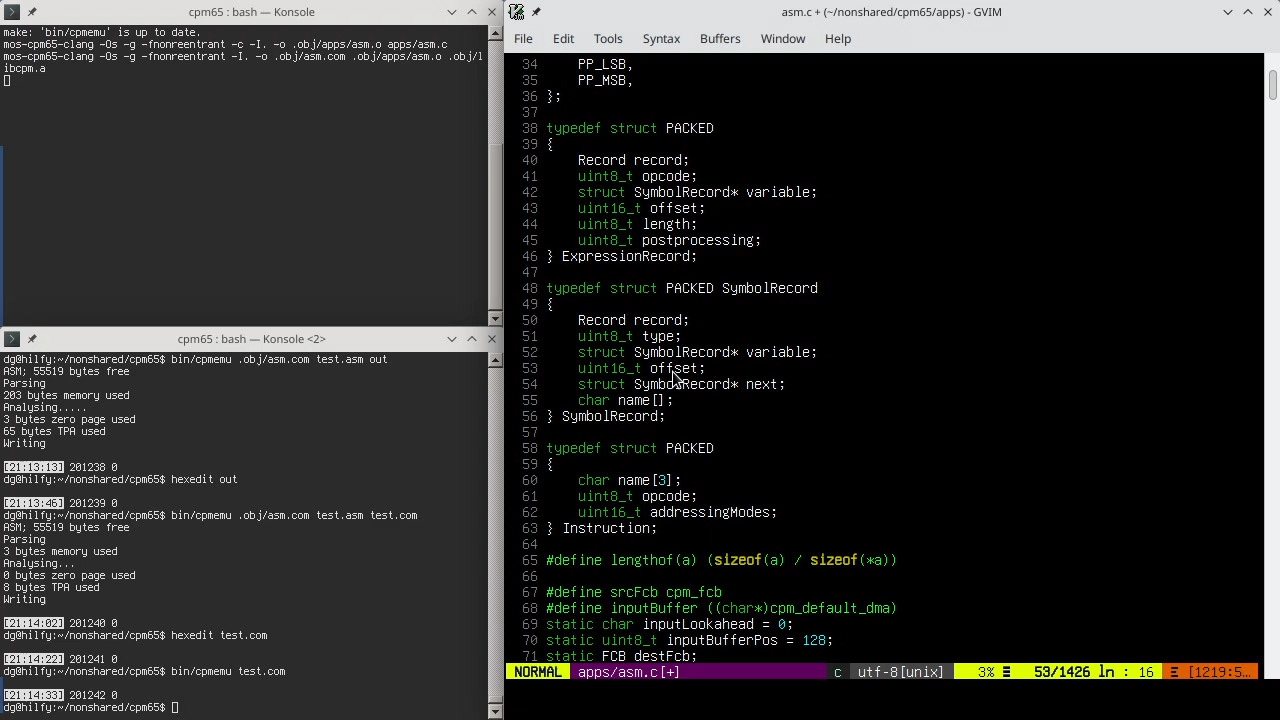 cpm65 : bash — Konsole
make: 'bin/cpmemu' is up to date.
mos-cpm65-clang -Os -g -fnonreentrant -c -I. -o .obj/apps/asm.o apps/asm.c
mos-cpm65-clang -Os -g -fnonreentrant -I. -o .obj/asm.com .obj/apps/asm.o .obj/l
ibcpm.a
cpm65 : bash — Konsole <2>
dg@hilfy:~/nonshared/cpm65$ bin/cpmemu .obj/asm.com test.asm out
ASM; 55519 bytes free
Parsing
203 bytes memory used
Analysing.....
3 bytes zero page used
65 bytes TPA used
Writing
[21:13:13] 201238 0
dg@hilfy:~/nonshared/cpm65$ hexedit out
[21:13:46] 201239 0
dg@hilfy:~/nonshared/cpm65$ bin/cpmemu .obj/asm.com test.asm test.com
ASM; 55519 bytes free
Parsing
3 bytes memory used
Analysing...
0 bytes zero page used
8 bytes TPA used
Writing
[21:14:02] 201240 0
dg@hilfy:~/nonshared/cpm65$ hexedit test.com
[21:14:22] 201241 0
dg@hilfy:~/nonshared/cpm65$ bin/cpmemu test.com
[21:14:33] 201242 0
dg@hilfy:~/nonshared/cpm65$
asm.c + (~/nonshared/cpm65/apps) - GVIM
File Edit Tools Syntax Buffers Window Help
34 PP_LSB,
35 PP_MSB,
36 };
37
38 typedef struct PACKED
39 {
40 Record record;
41 uint8_t opcode;
42 struct SymbolRecord* variable;
43 uint16_t offset;
44 uint8_t length;
45 uint8_t postprocessing;
46 } ExpressionRecord;
47
48 typedef struct PACKED SymbolRecord
49 {
50 Record record;
51 uint8_t type;
52 struct SymbolRecord* variable;
53 uint16_t offset;
54 struct SymbolRecord* next;
55 char name[];
56 } SymbolRecord;
57
58 typedef struct PACKED
59 {
60 char name[3];
61 uint8_t opcode;
62 uint16_t addressingModes;
63 } Instruction;
64
65 #define lengthof(a) (sizeof(a) / sizeof(*a))
66
67 #define srcFcb cpm_fcb
68 #define inputBuffer ((char*)cpm_default_dma)
69 static char inputLookahead = 0;
70 static uint8_t inputBufferPos = 128;
71 static FCB destFcb;
NORMAL apps/asm.c[+] c utf-8[unix] 3% ☰ 53/1426 ln : 16 Ξ [1219:5…